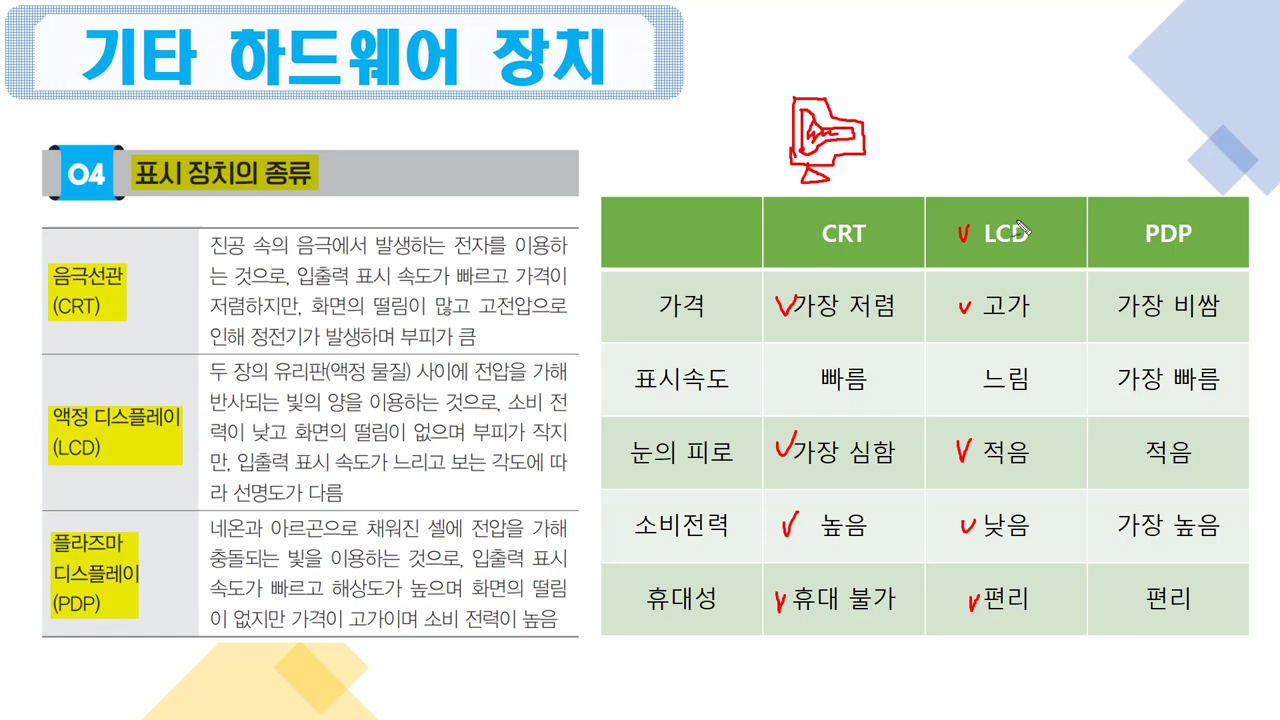 기타 하드웨어 장치
04 표시 장치의 종류
음극선관
(CRT)
진공 속의 음극에서 발생하는 전자를 이용하
는 것으로, 입출력 표시 속도가 빠르고 가격이
저렴하지만, 화면의 떨림이 많고 고전압으로
인해 정전기가 발생하며 부피가 큼
액정 디스플레이
(LCD)
두 장의 유리판(액정 물질) 사이에 전압을 가해
반사되는 빛의 양을 이용하는 것으로, 소비 전
력이 낮고 화면의 떨림이 없으며 부피가 작지
만, 입출력 표시 속도가 느리고 보는 각도에 따
라 선명도가 다름
플라즈마
디스플레이
(PDP)
네온과 아르곤으로 채워진 셀에 전압을 가해
충돌되는 빛을 이용하는 것으로, 입출력 표시
속도가 빠르고 해상도가 높으며 화면의 떨림
이 없지만 가격이 고가이며 소비 전력이 높음
CRT LCD PDP
가격 가장 저렴 고가 가장 비쌈
표시속도 빠름 느림 가장 빠름
눈의 피로 가장 심함 적음 적음
소비전력 높음 낮음 가장 높음
휴대성 휴대 불가 편리 편리